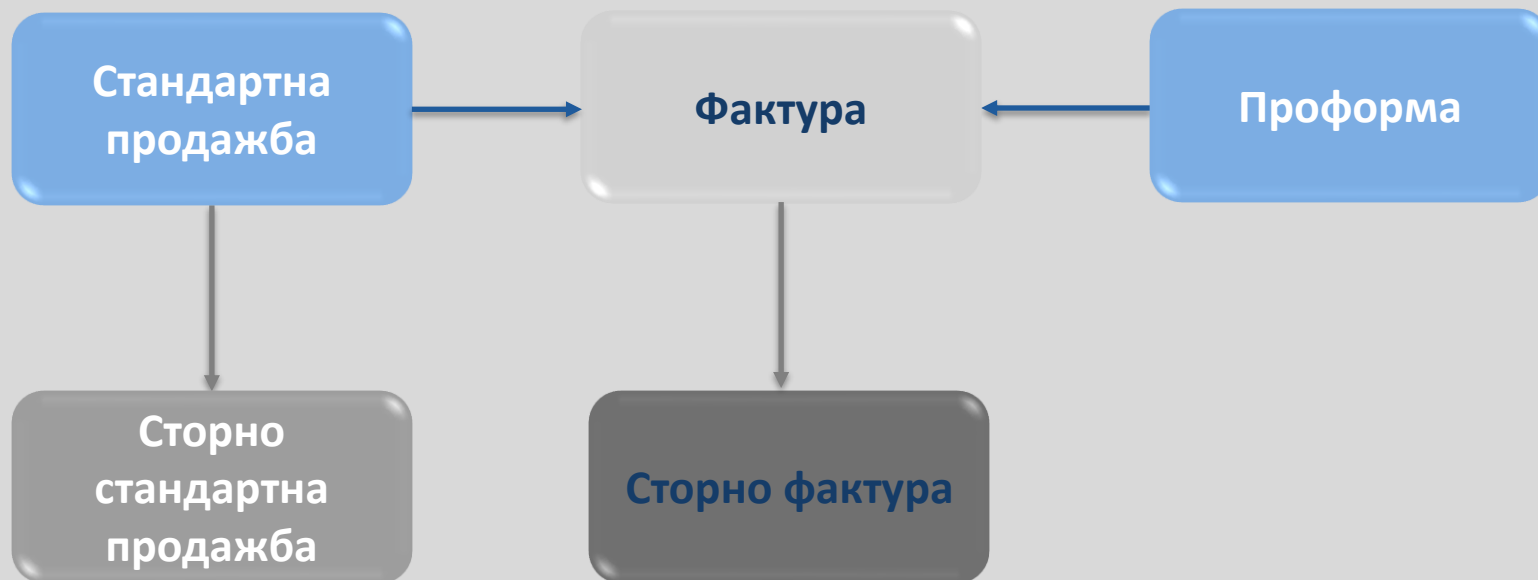 Стандартна
продажба
Фактура
Проформа
Сторно
стандартна
продажба
Сторно фактура